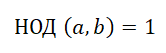 НОД (a, b) = 1